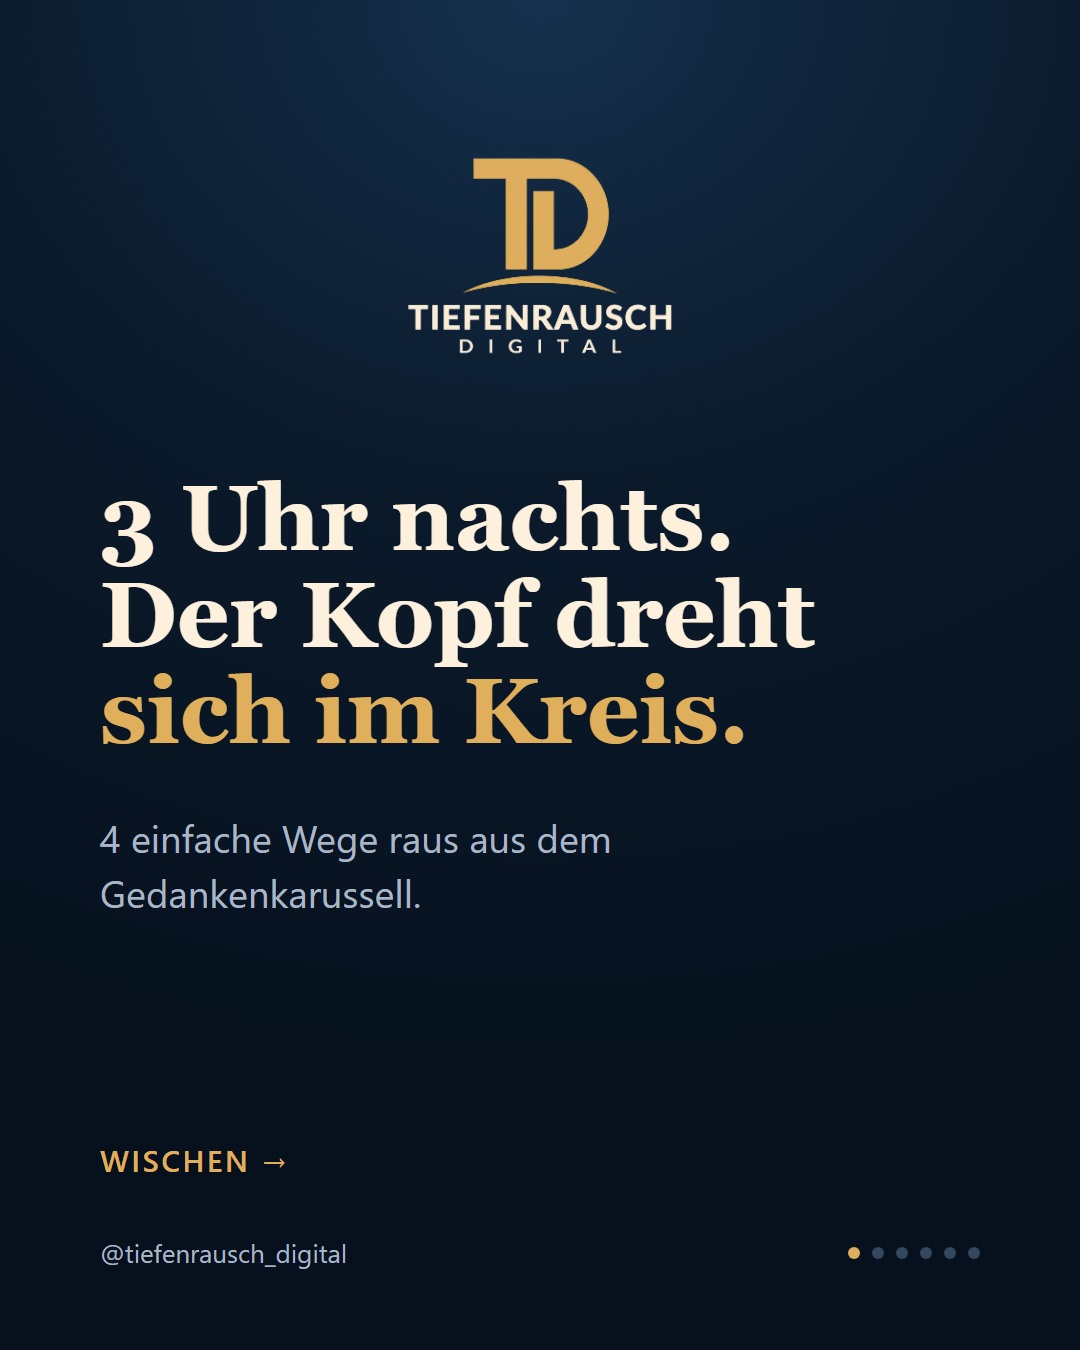 TD
TIEFENRAUSCH
DIGITAL
3 Uhr nachts.
Der Kopf dreht
sich im Kreis.
4 einfache Wege raus aus dem
Gedankenkarussell.
WISCHEN →
@tiefenrausch_digital